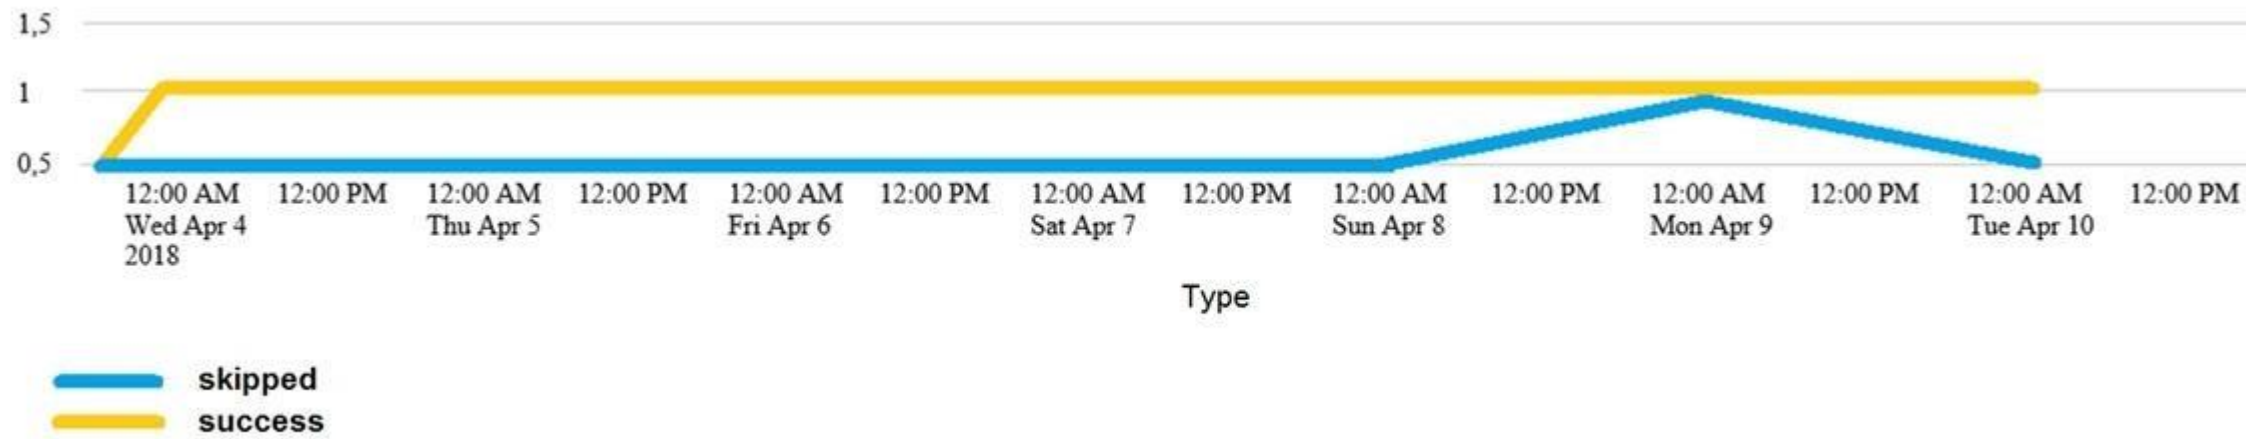 1,5
1
0,5
12:00 AM 12:00 PM 12:00 AM 12:00 PM 12:00 AM 12:00 PM 12:00 AM 12:00 PM 12:00 AM 12:00 PM 12:00 AM 12:00 PM 12:00 AM 12:00 PM
Wed Apr 4 Thu Apr 5 Fri Apr 6 Sat Apr 7 Sun Apr 8 Mon Apr 9 Tue Apr 10
2018
Type
skipped
success